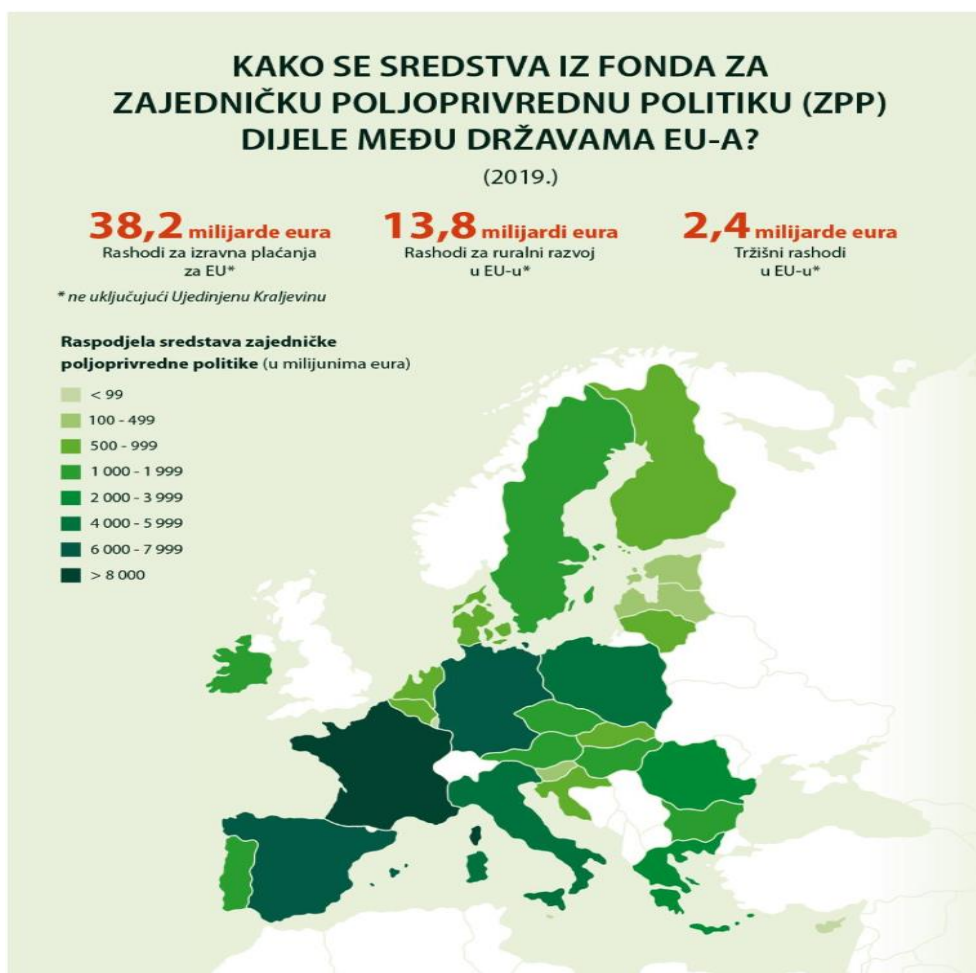 KAKO SE SREDSTVA IZ FONDA ZA
ZAJEDNIČKU POLJOPRIVREDNU POLITIKU (ZPP)
DIJELE MEĐU DRŽAVAMA EU-A?
(2019.)
38,2 milijarde eura
Rashodi za izravna plaćanja
za EU*
13,8 milijardi eura
Rashodi za ruralni razvoj
u EU-u*
2,4 milijarde eura
Tržišni rashodi
u EU-u*
* ne uključujući Ujedinjenu Kraljevinu
Raspodjela sredstava zajedničke
poljoprivredne politike (u milijunima eura)
< 99
100 - 499
500 - 999
1 000 - 1 999
2 000 - 3 999
4 000 - 5 999
6 000 - 7 999
> 8 000